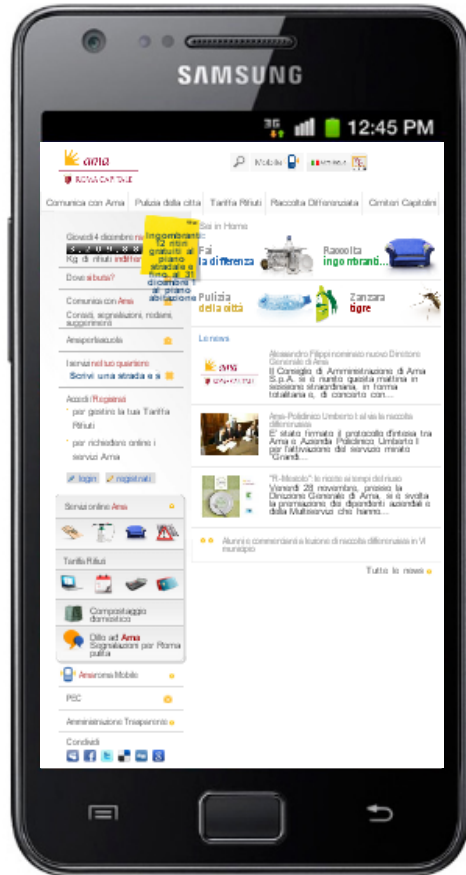 SAMSUNG
3G
12:45 PM
ama
ROMA CAPITALE
Mobile
Comunica con Ama
Pulizia della citta
Tariffa Rifiuti
Raccolta Differenziata
Cimiteri Capitolini
Sei in Home
Giovedì 4 dicembre
Kg di rifiuti indiffer
Dove si butta?
Comunica con Ama
Contatti, segnalazioni, reclami,
suggerimenti
Amaperlascuola
I servizi nel tuo quartiere
Scrivi una strada e s
Accedi / Registrati
per gestire la tua Tariffa
Rifiuti
per richiedere online i
servizi Ama
login
registrati
Servizi online Ama
Tariffa Rifiuti
Compostaggio
domestico
Dillo ad Ama
Segnalazioni per Roma
pulita
Amaroma Mobile
PEC
Amministrazione Trasparente
Condividi
Ingombranti:
12 ritiri
gratuiti al
piano
stradale e
fino al 31
dicembre 1
al piano
abitazione
Fai
la differenza
Raccolta
ingombranti...
Pulizia
della città
Zanzara
tigre
Le news
Alessandro Filippi nominato nuovo Direttore
Generale di Ama
Il Consiglio di Amministrazione di Ama
S.p.A. si è riunito questa mattina in
sessione straordinaria, in forma
totalitaria e, di concerto con...
Ama-Policlinico Umberto I: al via la raccolta
differenziata
E' stato firmato il protocollo d'intesa tra
Ama e Azienda Policlinico Umberto I
per l'attivazione del servizio mirato
"Grandi...
"R-Mestolo": le ricette ai tempi del riuso
Venerdì 28 novembre, presso la
Direzione Generale di Ama, si è svolta
la premiazione dei dipendenti aziendali e
della Multiservizi che hanno...
Alunni e commercianti a lezione di raccolta differenziata in VI
municipio
Tutte le news